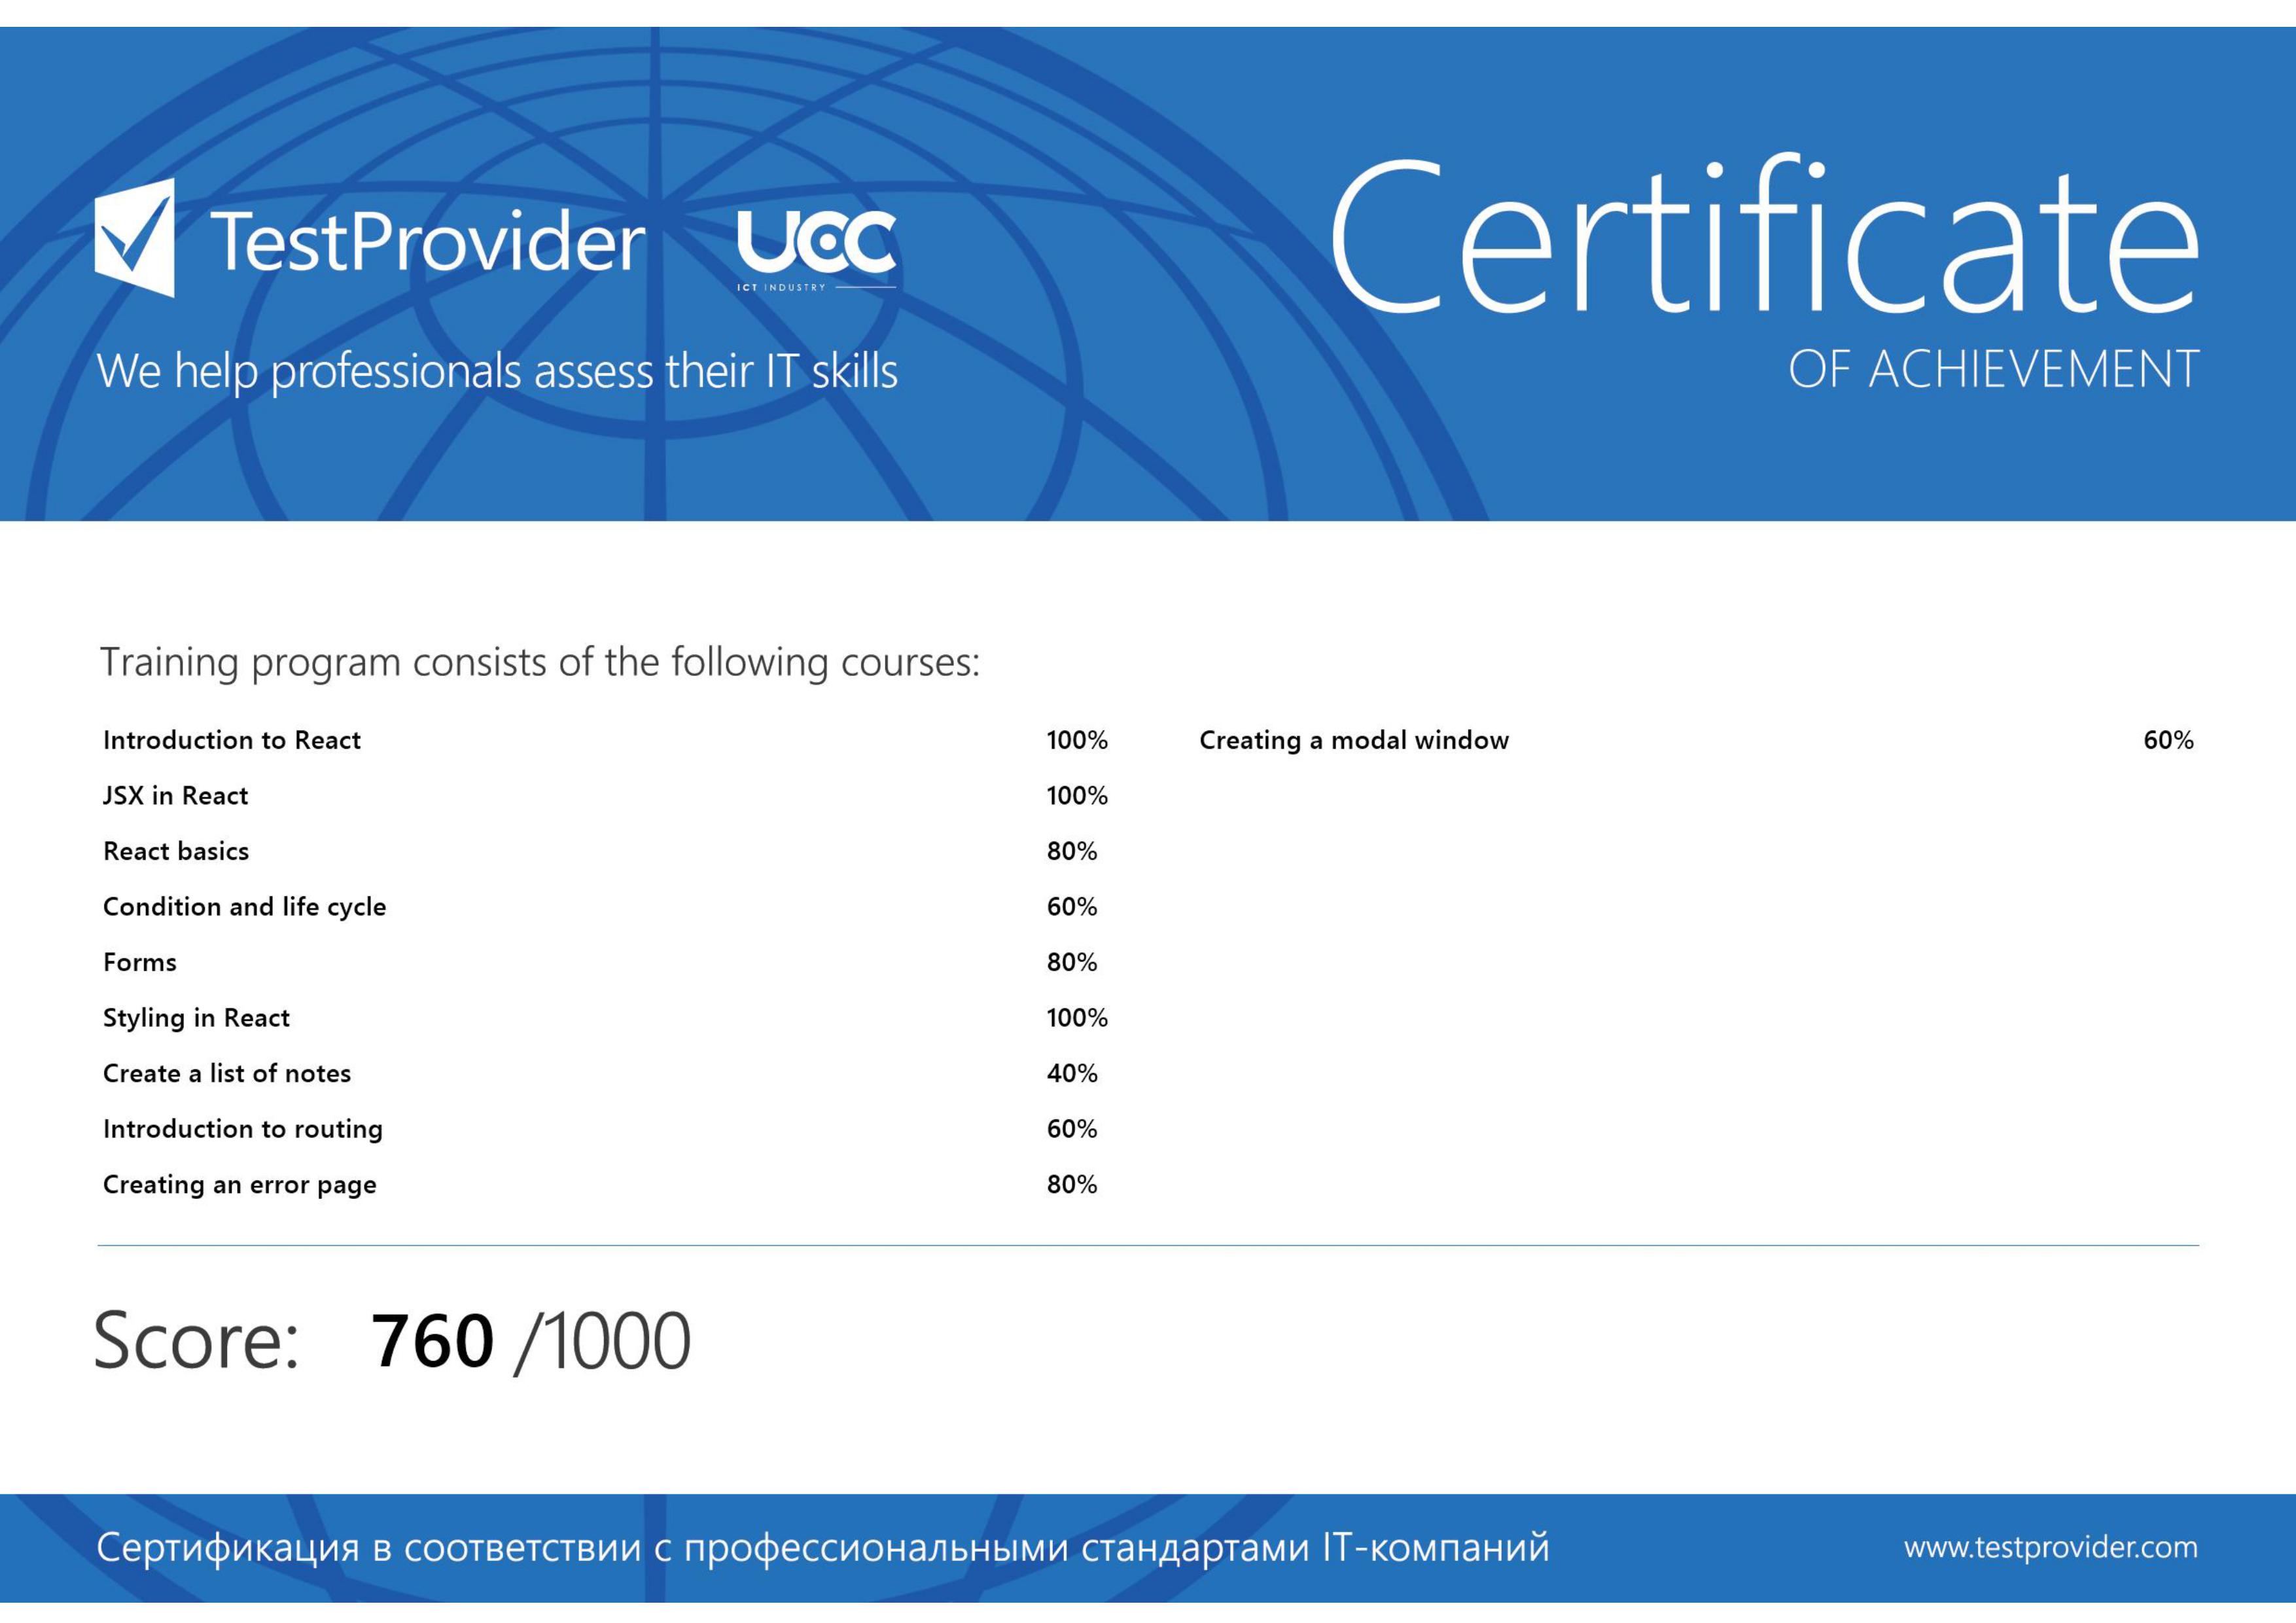 TestProvider
UCC
ICT INDUSTRY
We help professionals assess their IT skills
Certificate
OF ACHIEVEMENT
Training program consists of the following courses:
Introduction to React 100%
JSX in React 100%
React basics 80%
Condition and life cycle 60%
Forms 80%
Styling in React 100%
Create a list of notes 40%
Introduction to routing 60%
Creating an error page 80%
Creating a modal window 60%
Score: 760 /1000
Сертификация в соответствии с профессиональными стандартами IT-компаний
www.testprovider.com